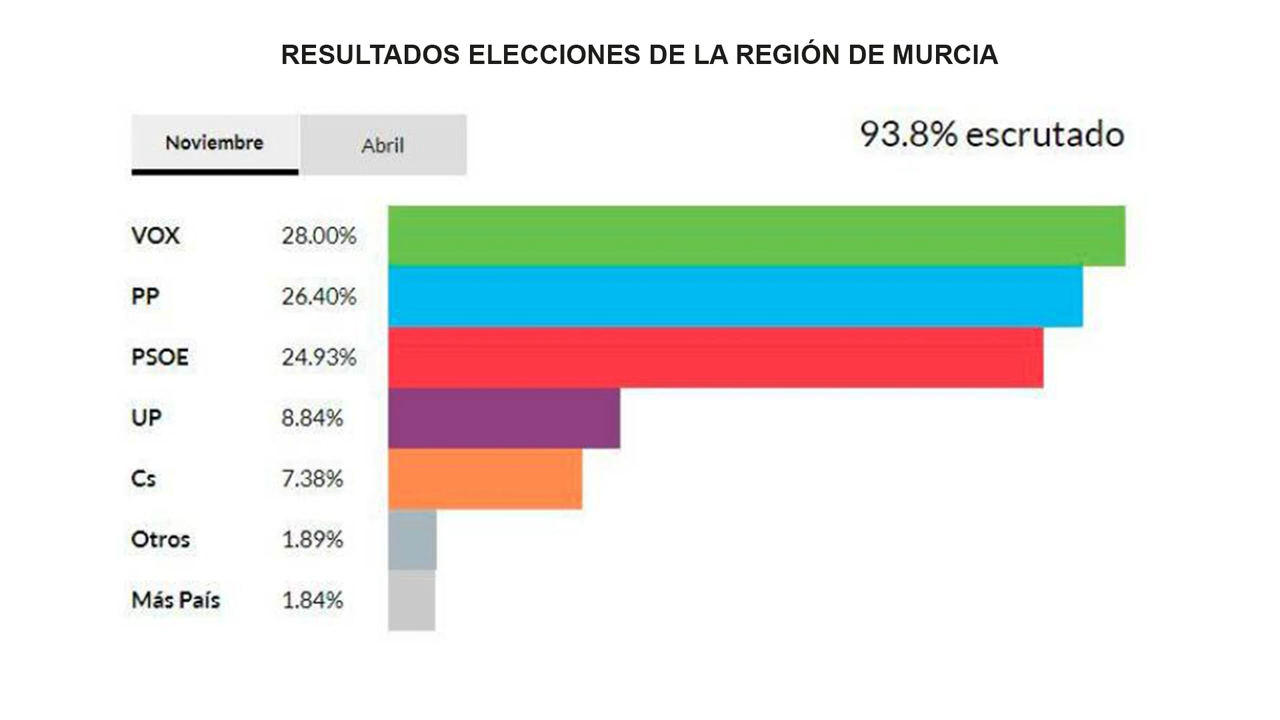 RESULTADOS ELECCIONES DE LA REGIÓN DE MURCIA
Noviembre Abril 93.8% escrutado
VOX 28.00%
PP 26.40%
PSOE 24.93%
UP 8.84%
Cs 7.38%
Otros 1.89%
Más País 1.84%